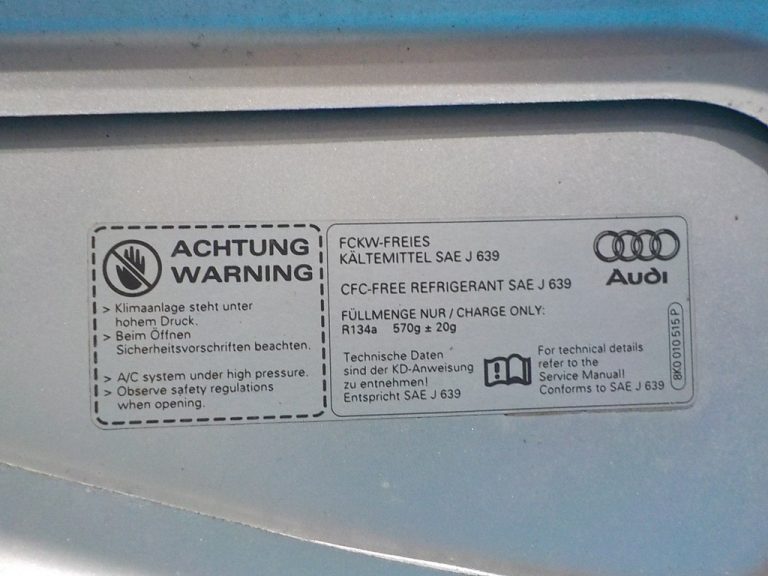 ACHTUNG
WARNING
> Klimaanlage steht unter
hohem Druck.
> Beim Öffnen
Sicherheitsvorschriften beachten.
> A/C system under high pressure.
> Observe safety regulations
when opening.
FCKW-FREIES
KÄLTEMITTEL SAE J 639
CFC-FREE REFRIGERANT SAE J 639
FÜLLMENGE NUR / CHARGE ONLY:
R134a 570g ± 20g
Technische Daten
sind der KD-Anweisung
zu entnehmen!
Entspricht SAE J 639
For technical details
refer to the
Service Manual!
Conforms to SAE J 639
Audi
8K0 010 515 P